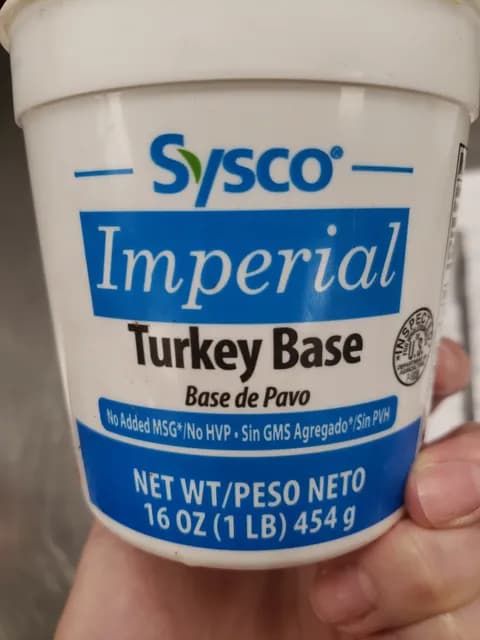 Sysco®
Imperial
Turkey Base
Base de Pavo
No Added MSG*/No HVP • Sin GMS Agregado*/Sin PVH
NET WT/PESO NETO
16 OZ (1 LB) 454 g